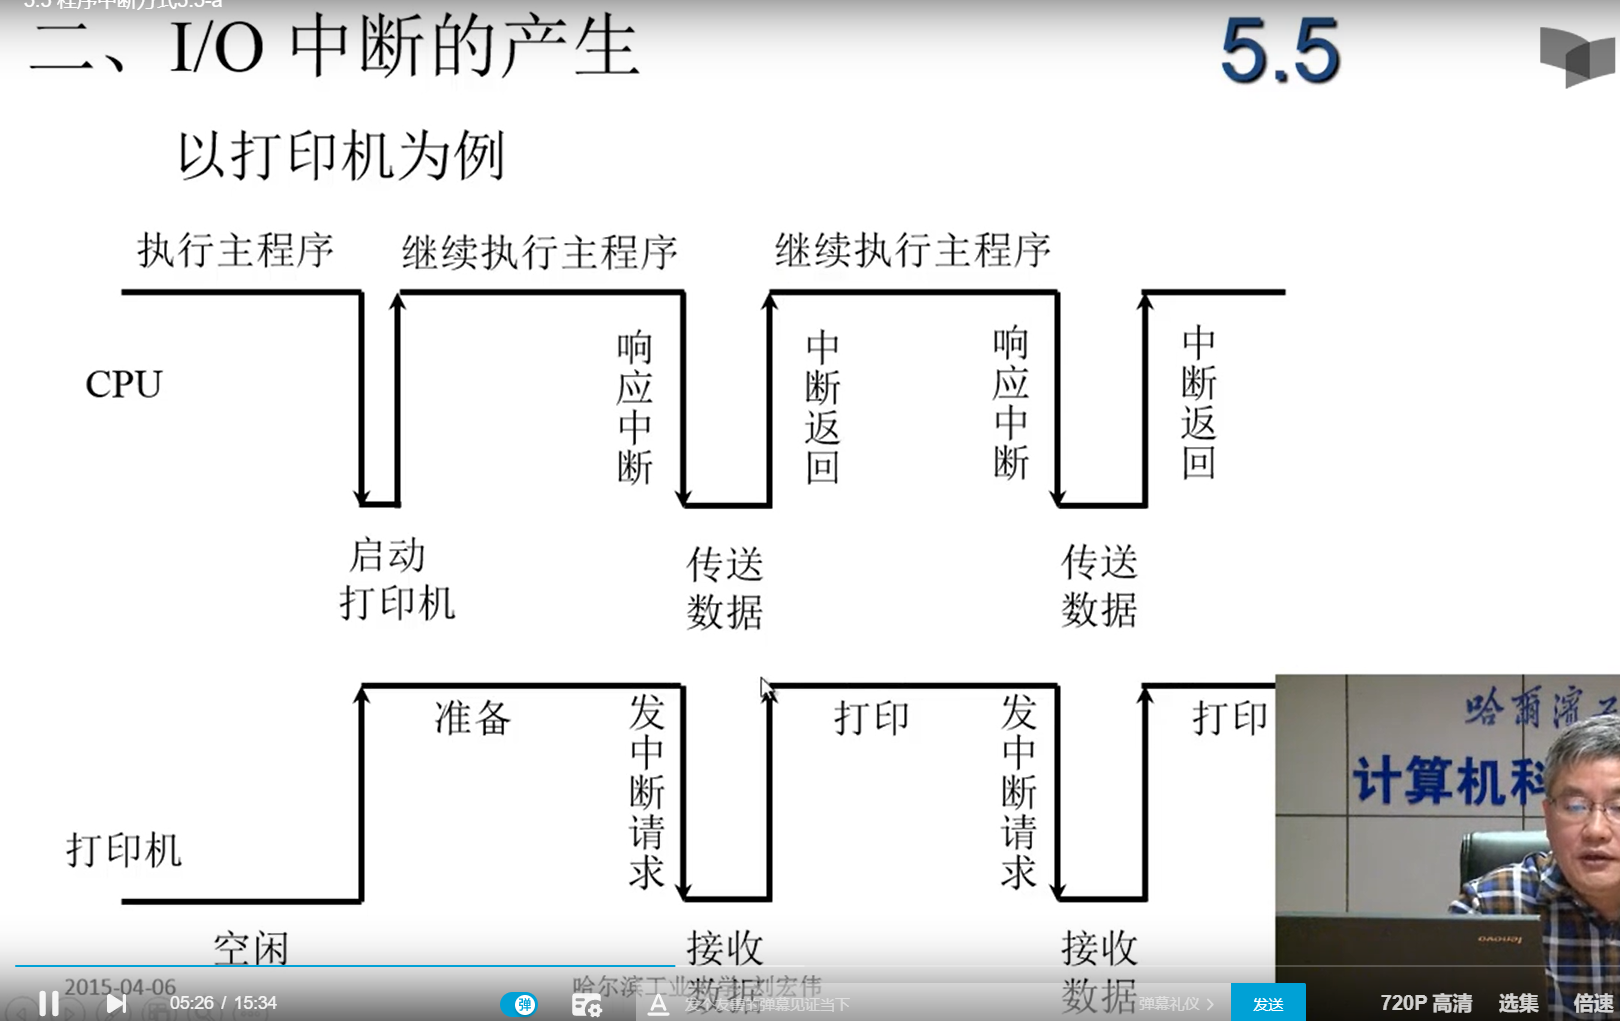 5.5 程序中断方式5.5-a
二、I/O 中断的产生
5.5
以打印机为例
执行主程序
继续执行主程序
继续执行主程序
CPU
响应中断
中断返回
响应中断
中断返回
启动
打印机
传送
数据
传送
数据
准备
发中断请求
打印
发中断请求
打印
打印机
空闲
接收
数据
接收
数据
哈爾濱工
计算机科
lenovo
2015-04-06
哈尔滨工业大学 刘宏伟
05:26 / 15:34
弹
发个友善的弹幕见证当下
弹幕礼仪
发送
720P 高清
选集
倍速